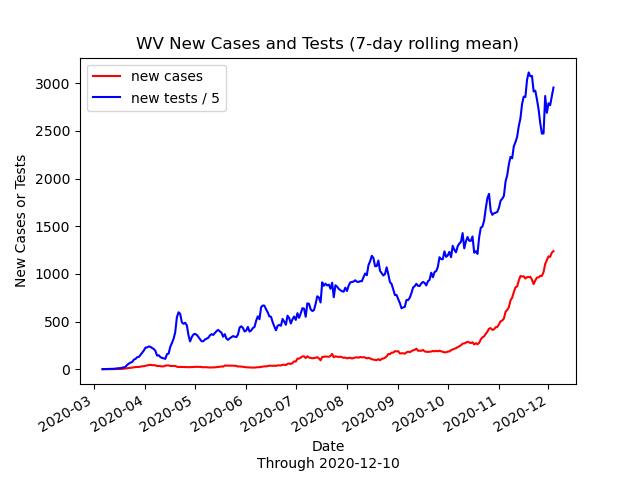 WV New Cases and Tests (7-day rolling mean)
new cases
new tests / 5
3000
2500
2000
1500
1000
500
0
New Cases or Tests
2020-03
2020-04
2020-05
2020-06
2020-07
2020-08
2020-09
2020-10
2020-11
2020-12
Date
Through 2020-12-10